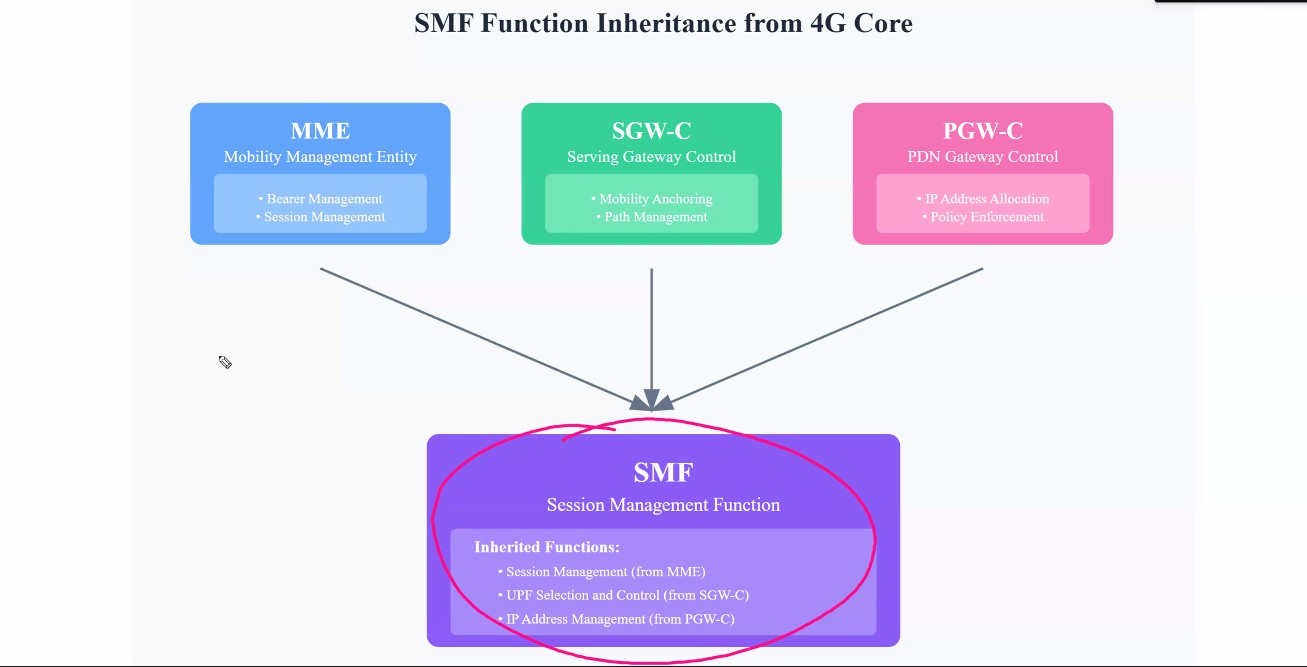 SMF Function Inheritance from 4G Core
MME
Mobility Management Entity
• Bearer Management
• Session Management
SGW-C
Serving Gateway Control
• Mobility Anchoring
• Path Management
PGW-C
PDN Gateway Control
• IP Address Allocation
• Policy Enforcement
SMF
Session Management Function
Inherited Functions:
• Session Management (from MME)
• UPF Selection and Control (from SGW-C)
• IP Address Management (from PGW-C)